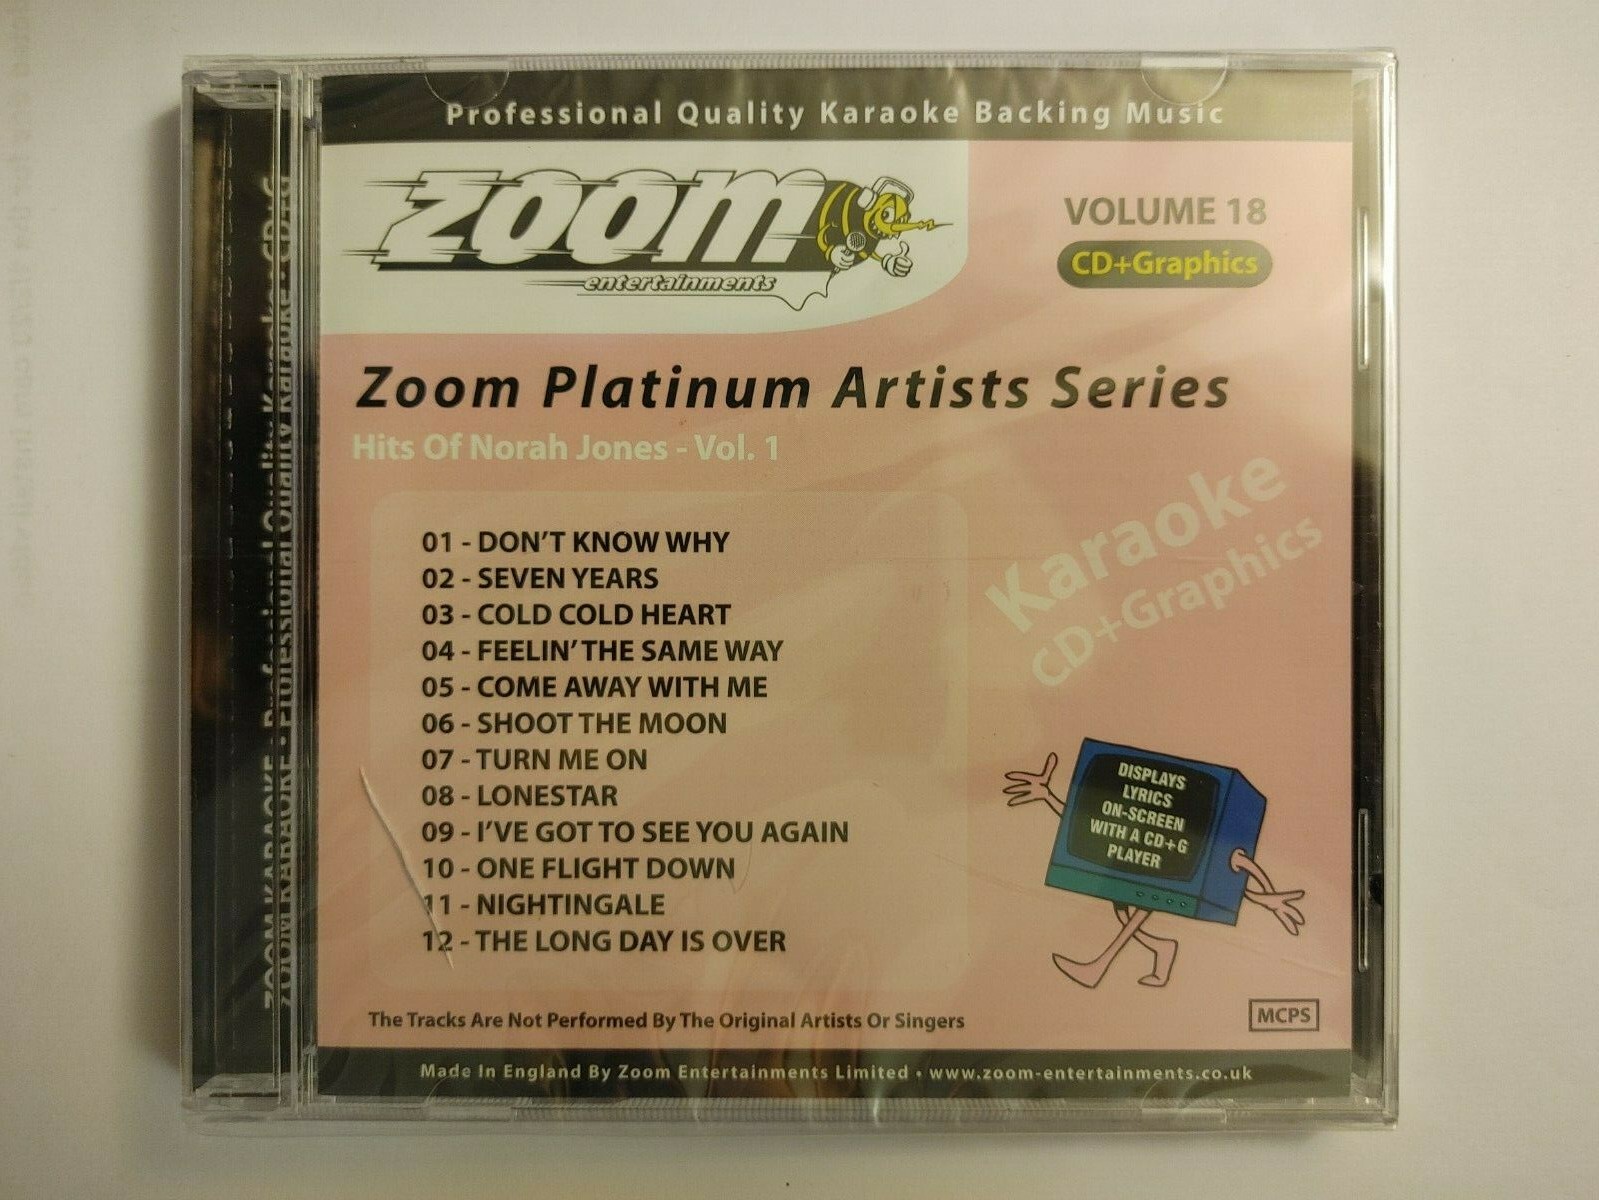 Professional Quality Karaoke Backing Music
zoom
entertainments
VOLUME 18
CD+Graphics
Zoom Platinum Artists Series
Hits Of Norah Jones - Vol. 1
Karaoke
CD+Graphics
01 - DON'T KNOW WHY
02 - SEVEN YEARS
03 - COLD COLD HEART
04 - FEELIN' THE SAME WAY
05 - COME AWAY WITH ME
06 - SHOOT THE MOON
07 - TURN ME ON
08 - LONESTAR
09 - I'VE GOT TO SEE YOU AGAIN
10 - ONE FLIGHT DOWN
11 - NIGHTINGALE
12 - THE LONG DAY IS OVER
DISPLAYS
LYRICS
ON-SCREEN
WITH A CD+G
PLAYER
The Tracks Are Not Performed By The Original Artists Or Singers
MCPS
Made In England By Zoom Entertainments Limited • www.zoom-entertainments.co.uk
ZOOM KARAOKE - Professional Quality Karaoke - CD+G